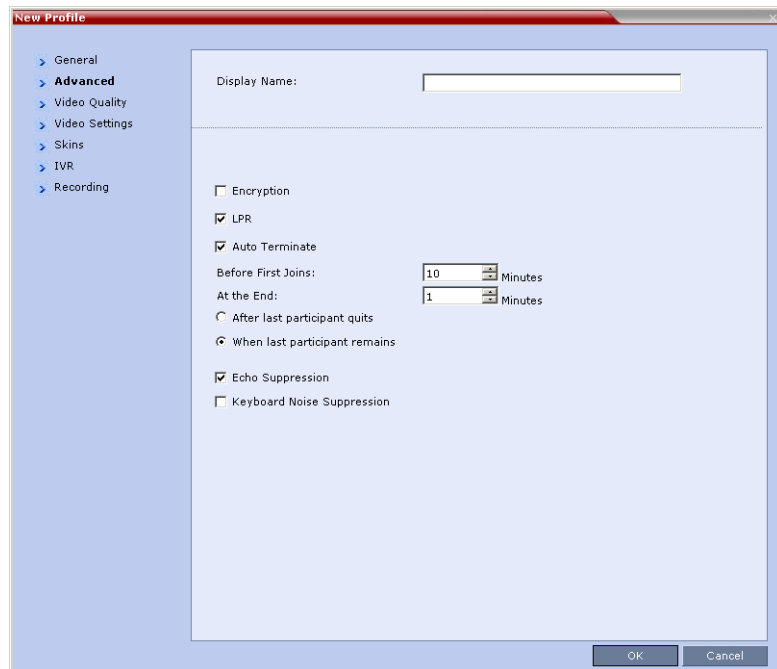 New Profile
General
Advanced
Video Quality
Video Settings
Skins
IVR
Recording
Display Name:
Encryption
LPR
Auto Terminate
Before First Joins: 10 Minutes
At the End: 1 Minutes
After last participant quits
When last participant remains
Echo Suppression
Keyboard Noise Suppression
OK Cancel